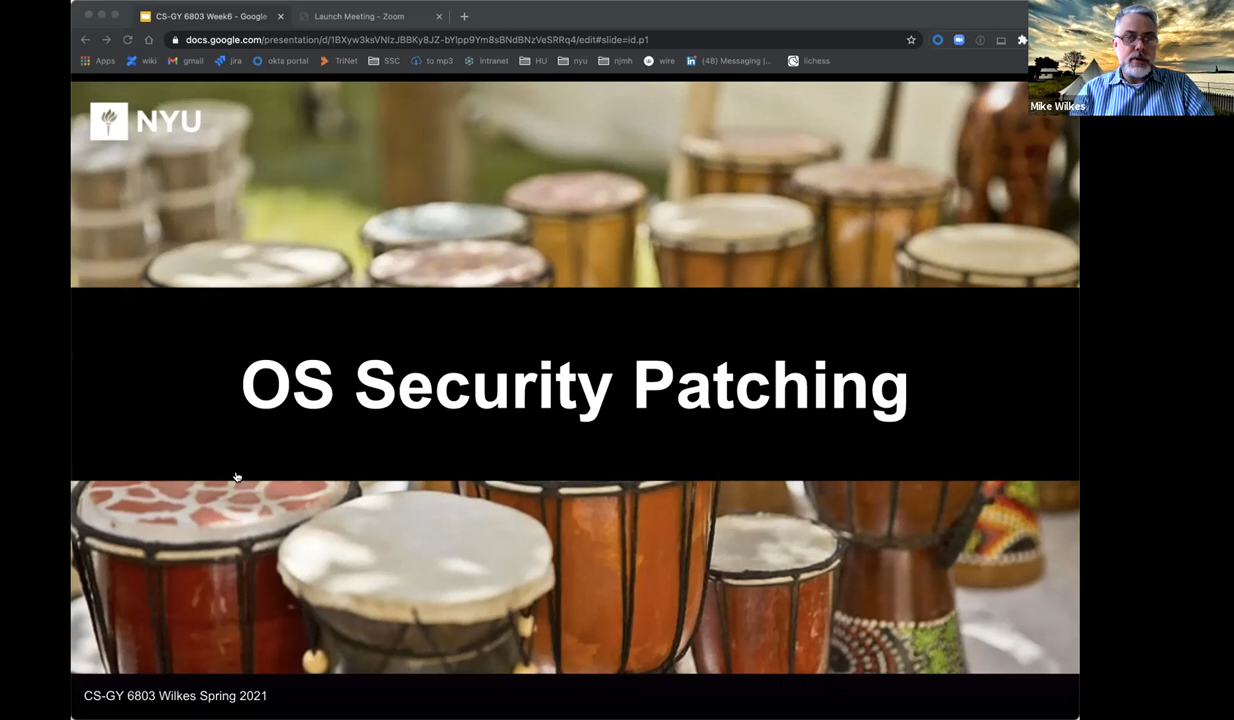 CS-GY 6803 Week6 - Google
Launch Meeting - Zoom
docs.google.com/presentation/d/1BXyw3ksVNIzJBBKy8JZ-bYlpp9Ym8sBNdBNzVeSRRq4/edit#slide=id.p1
Apps wiki gmail jira okta portal TriNet SSC to mp3 Intranet HU nyu njmh wire (48) Messaging |... lichess
Mike Wilkes
NYU
OS Security Patching
CS-GY 6803 Wilkes Spring 2021